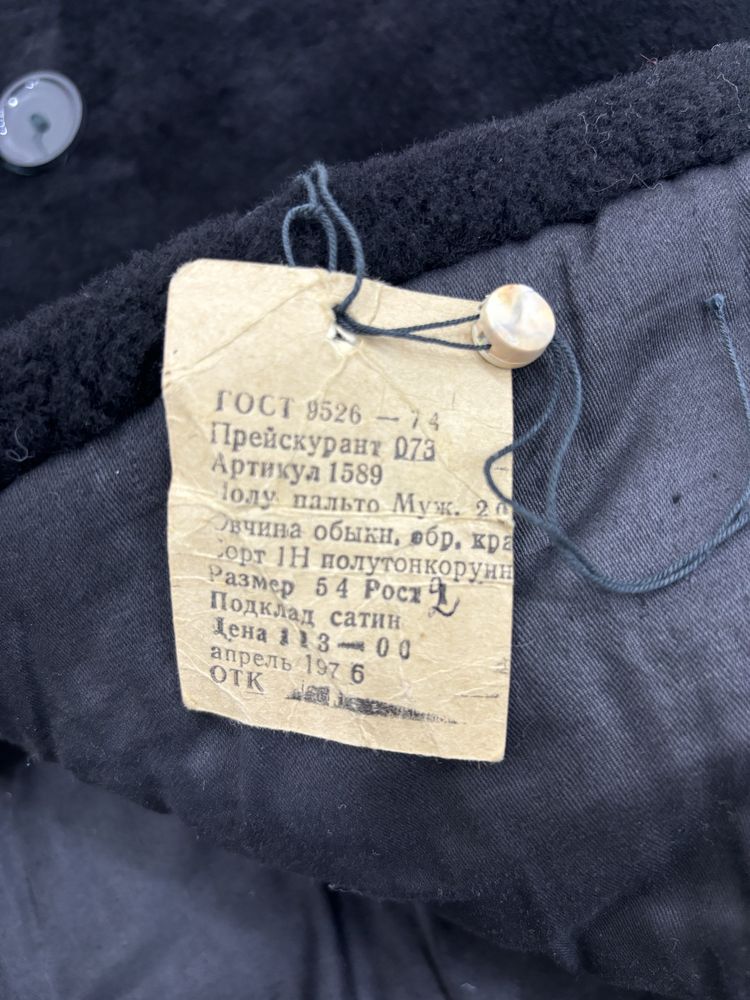 ГОСТ 9526 — 74
Прейскурант 073
Артикул 1589
Полу пальто Муж. 20
Овчина обыкн. обр. кра
Сорт 1Н полутонкорунн
Размер 54 Рост 2
Подклад сатин
Цена 113—00
апрель 1976
ОТК